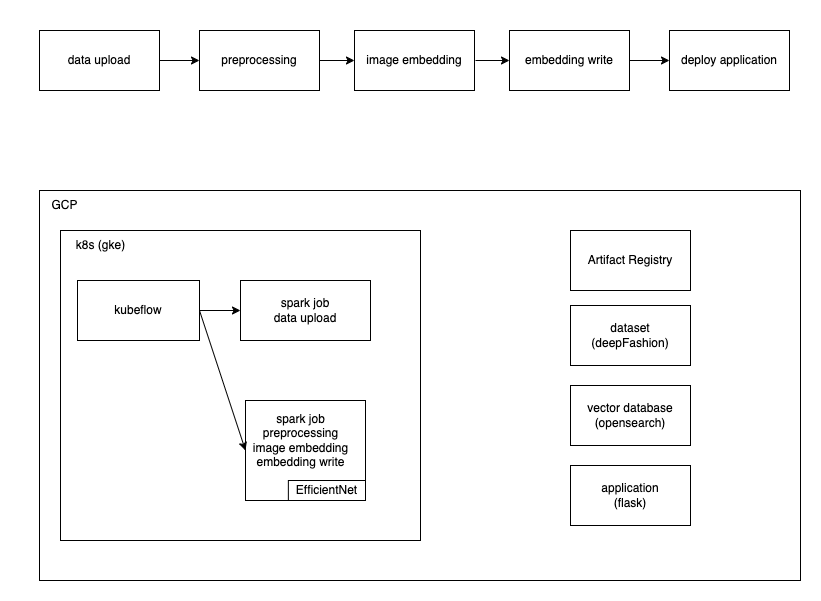 data upload
preprocessing
image embedding
embedding write
deploy application
GCP
k8s (gke)
kubeflow
spark job
data upload
spark job
preprocessing
image embedding
embedding write
EfficientNet
Artifact Registry
dataset
(deepFashion)
vector database
(opensearch)
application
(flask)